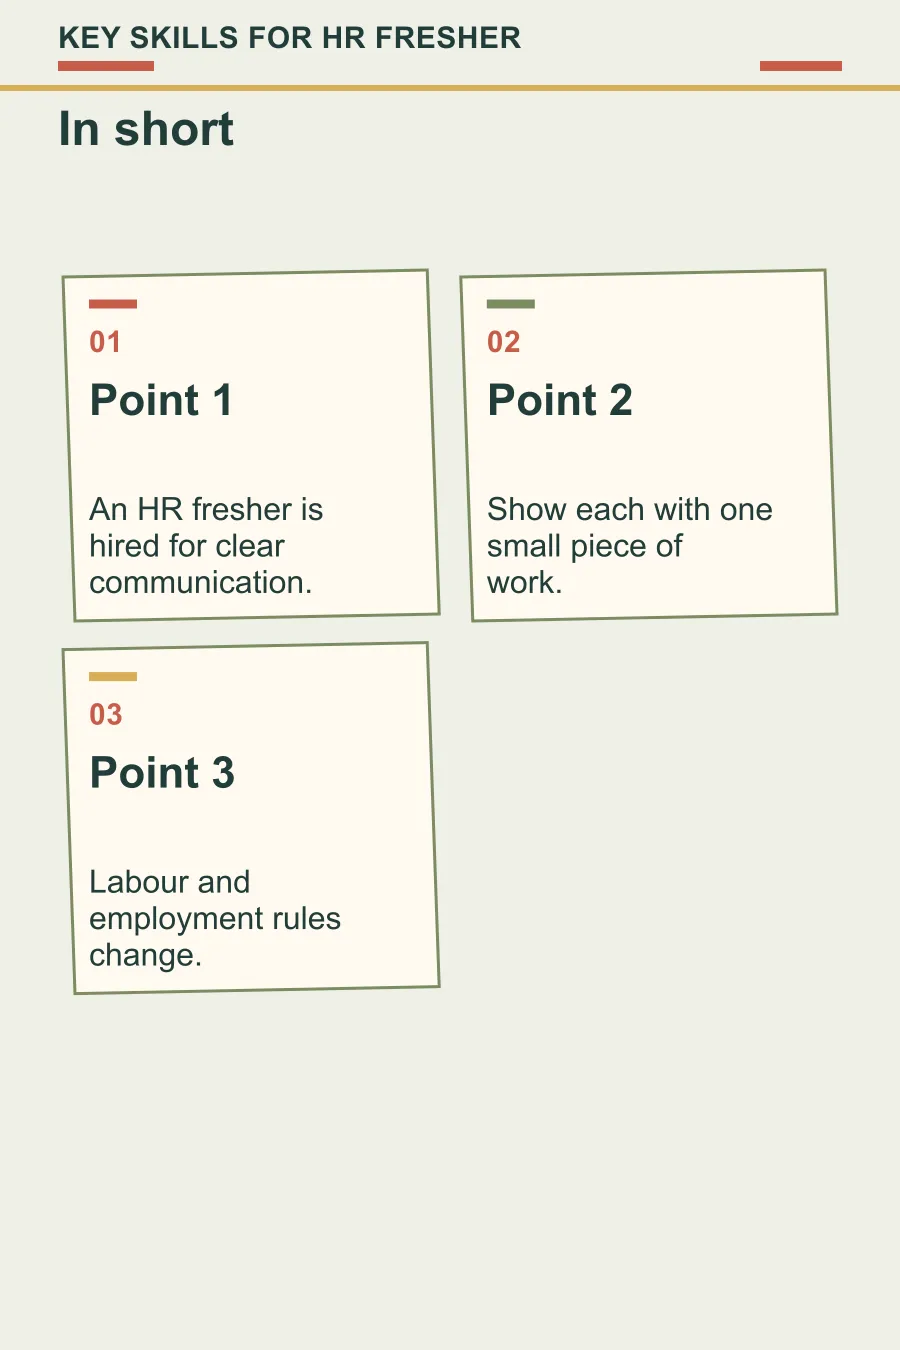 KEY SKILLS FOR HR FRESHER
In short
01
Point 1
An HR fresher is
hired for clear
communication.
02
Point 2
Show each with one
small piece of
work.
03
Point 3
Labour and
employment rules
change.